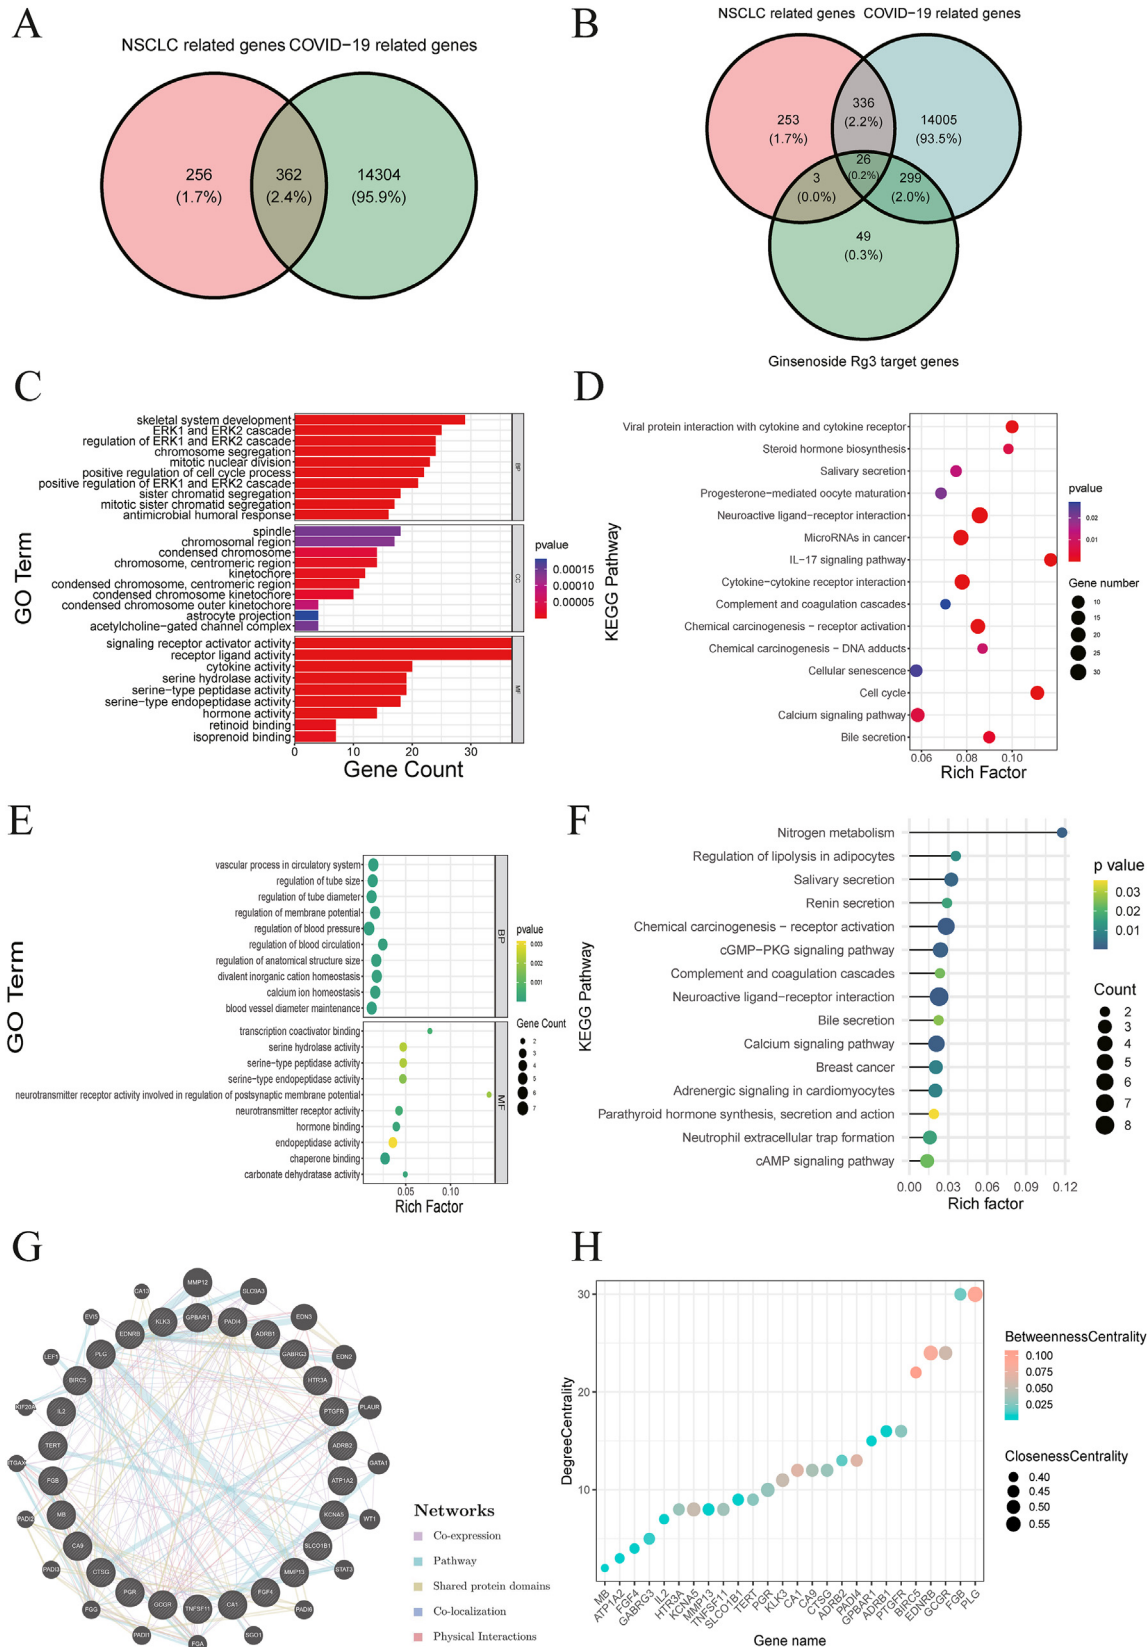 A
NSCLC related genes COVID−19 related genes
256
(1.7%)
362
(2.4%)
14304
(95.9%)
B
NSCLC related genes COVID−19 related genes
253
(1.7%)
336
(2.2%)
14005
(93.5%)
26
(0.2%)
3
(0.0%)
299
(2.0%)
49
(0.3%)
Ginsenoside Rg3 target genes
C
GO Term
skeletal system development
ERK1 and ERK2 cascade
regulation of ERK1 and ERK2 cascade
chromosome segregation
mitotic nuclear division
positive regulation of cell cycle process
positive regulation of ERK1 and ERK2 cascade
sister chromatid segregation
mitotic sister chromatid segregation
antimicrobial humoral response
BP
spindle
chromosomal region
condensed chromosome
chromosome, centromeric region
kinetochore
condensed chromosome, centromeric region
condensed chromosome kinetochore
condensed chromosome outer kinetochore
astrocyte projection
acetylcholine−gated channel complex
CC
signaling receptor activator activity
receptor ligand activity
cytokine activity
serine hydrolase activity
serine−type peptidase activity
serine−type endopeptidase activity
hormone activity
retinoid binding
isoprenoid binding
MF
0 10 20 30
Gene Count
pvalue
0.00015
0.00010
0.00005
D
KEGG Pathway
Viral protein interaction with cytokine and cytokine receptor
Steroid hormone biosynthesis
Salivary secretion
Progesterone−mediated oocyte maturation
Neuroactive ligand−receptor interaction
MicroRNAs in cancer
IL−17 signaling pathway
Cytokine−cytokine receptor interaction
Complement and coagulation cascades
Chemical carcinogenesis − receptor activation
Chemical carcinogenesis − DNA adducts
Cellular senescence
Cell cycle
Calcium signaling pathway
Bile secretion
0.06 0.08 0.10
Rich Factor
pvalue
0.02
0.01
Gene number
10
15
20
25
30
E
GO Term
vascular process in circulatory system
regulation of tube size
regulation of tube diameter
regulation of membrane potential
regulation of blood pressure
regulation of blood circulation
regulation of anatomical structure size
divalent inorganic cation homeostasis
calcium ion homeostasis
blood vessel diameter maintenance
BP
transcription coactivator binding
serine hydrolase activity
serine−type peptidase activity
serine−type endopeptidase activity
neurotransmitter receptor activity involved in regulation of postsynaptic membrane potential
neurotransmitter receptor activity
hormone binding
endopeptidase activity
chaperone binding
carbonate dehydratase activity
MF
0.05 0.10
Rich Factor
pvalue
0.003
0.002
0.001
Gene Count
2
3
4
5
6
7
F
KEGG Pathway
Nitrogen metabolism
Regulation of lipolysis in adipocytes
Salivary secretion
Renin secretion
Chemical carcinogenesis − receptor activation
cGMP−PKG signaling pathway
Complement and coagulation cascades
Neuroactive ligand−receptor interaction
Bile secretion
Calcium signaling pathway
Breast cancer
Adrenergic signaling in cardiomyocytes
Parathyroid hormone synthesis, secretion and action
Neutrophil extracellular trap formation
cAMP signaling pathway
0.00 0.03 0.06 0.09 0.12
Rich factor
p value
0.03
0.02
0.01
Count
2
3
4
5
6
7
8
G
MMP12
SLC9A3
CA13
EDN3
EVI5
KLK3
GPBAR1
PADI4
ADRB1
EDNRB
GABRG3
EDN2
LEF1
PLG
HTR3A
BIRC5
KIF20A
IL2
PTGFR
PLAUR
TERT
ADRB2
ITGAX
GATA1
FGB
ATP1A2
PADI2
MB
KCNA5
WT1
CA9
SLCO1B1
PADI3
CTSG
MMP13
STAT3
PGR
GCGR
TNFSF11
CA1
FGF4
FGG
PADI6
PADI1
FGA
SGO1
Networks
Co-expression
Pathway
Shared protein domains
Co-localization
Physical Interactions
H
DegreeCentrality
30
20
10
MB ATP1A2 FGF4 GABRG3 IL2 HTR3A KCNA5 MMP13 TNFSF11 SLCO1B1 TERT PGR KLK3 CA1 CA9 CTSG ADRB2 PADI4 GPBAR1 ADRB1 PTGFR BIRC5 EDNRB GCGR FGB PLG
Gene name
BetweennessCentrality
0.100
0.075
0.050
0.025
ClosenessCentrality
0.40
0.45
0.50
0.55